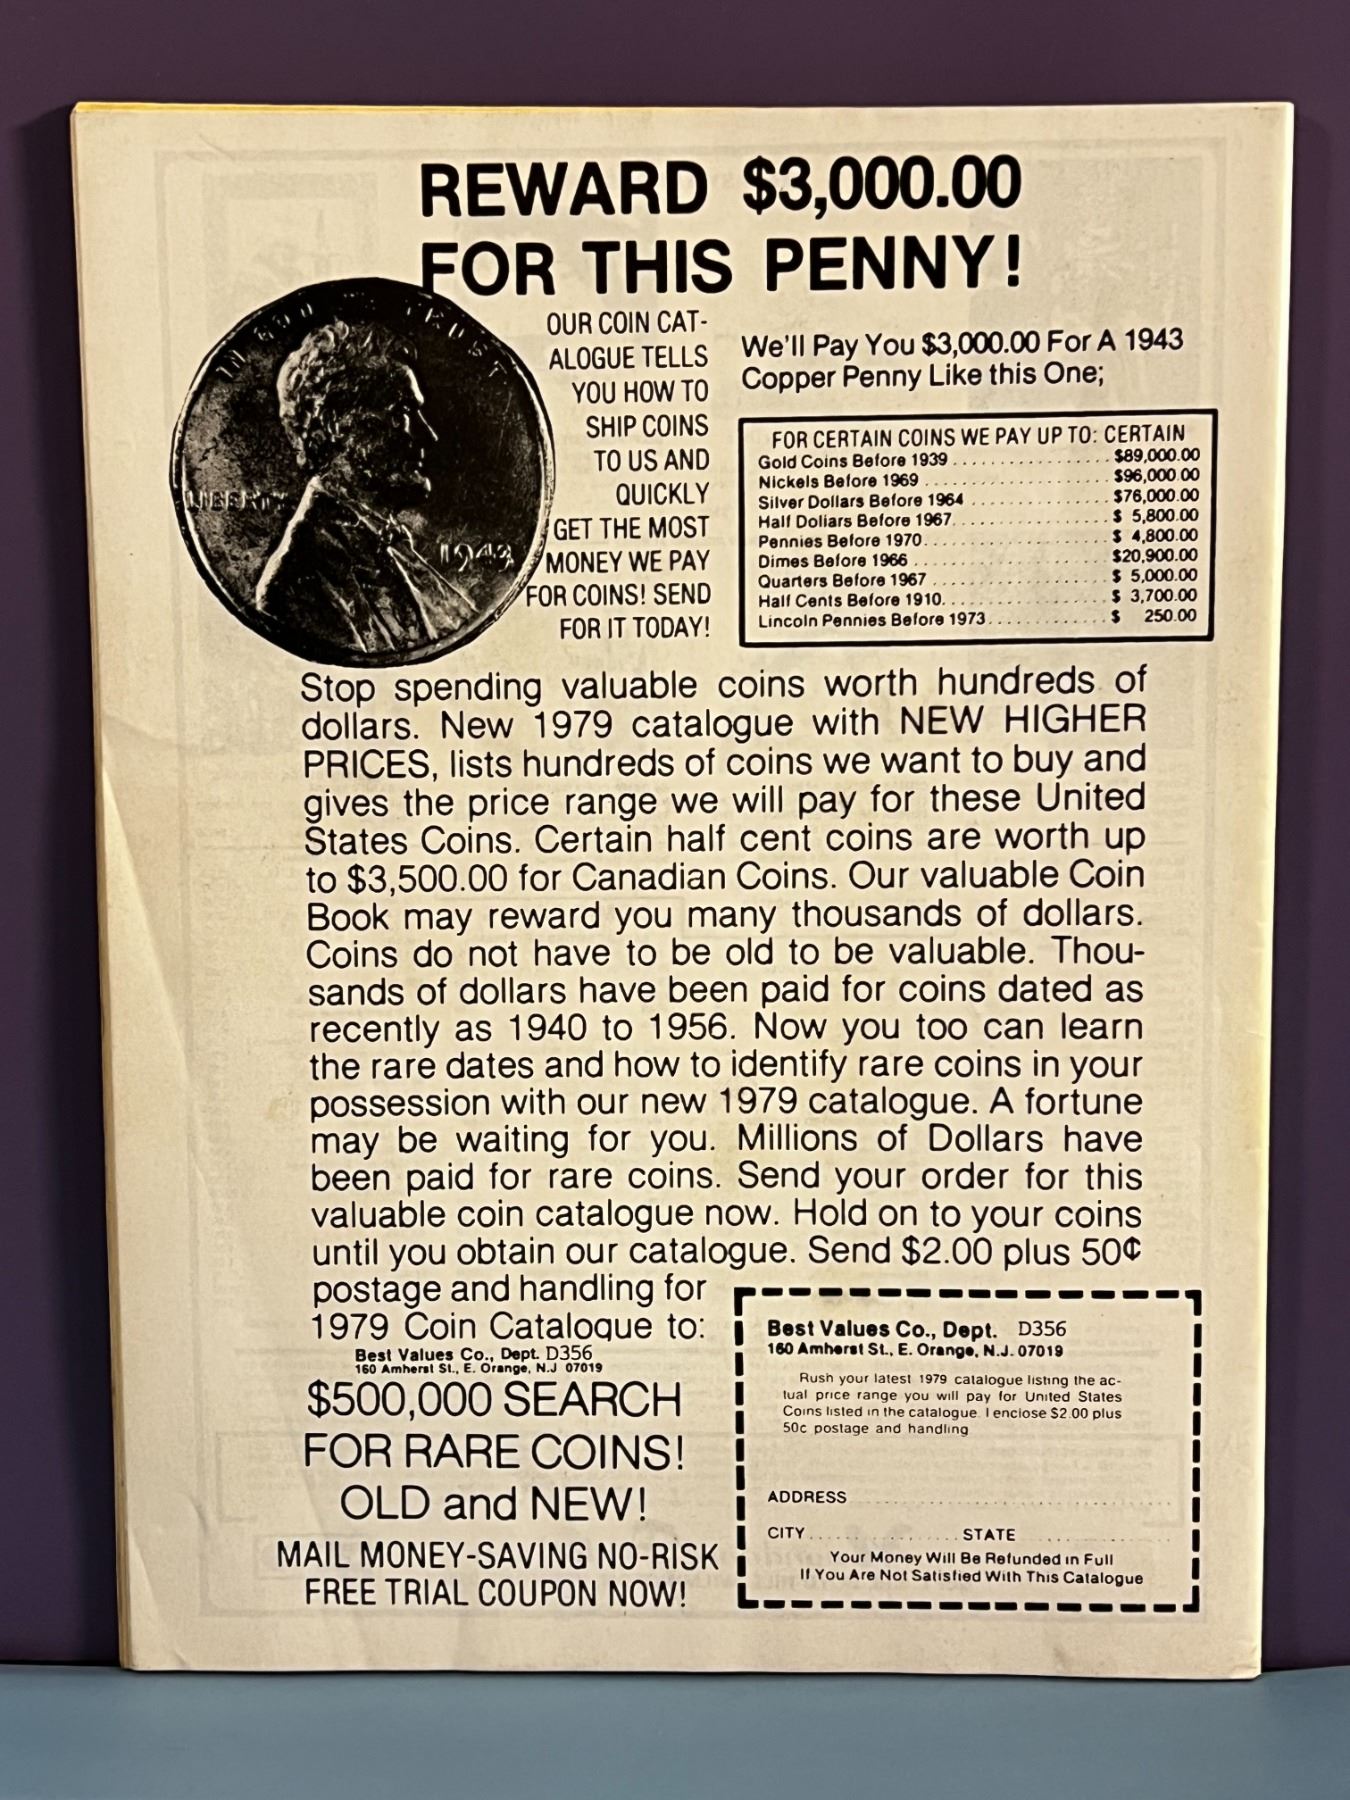 REWARD $3,000.00
FOR THIS PENNY!
IN GOD TRUST
LIBERTY
1943
OUR COIN CAT-
ALOGUE TELLS
YOU HOW TO
SHIP COINS
TO US AND
QUICKLY
GET THE MOST
MONEY WE PAY
FOR COINS! SEND
FOR IT TODAY!
We'll Pay You $3,000.00 For A 1943
Copper Penny Like this One;
FOR CERTAIN COINS WE PAY UP TO: CERTAIN
Gold Coins Before 1939 ................ $89,000.00
Nickels Before 1969 ................... $96,000.00
Silver Dollars Before 1964 .............. $76,000.00
Half Dollars Before 1967 ................ $ 5,800.00
Pennies Before 1970 ................... $ 4,800.00
Dimes Before 1966 .................... $20,900.00
Quarters Before 1967 .................. $ 5,000.00
Half Cents Before 1910 ................. $ 3,700.00
Lincoln Pennies Before 1973 ............. $ 250.00
Stop spending valuable coins worth hundreds of
dollars. New 1979 catalogue with NEW HIGHER
PRICES, lists hundreds of coins we want to buy and
gives the price range we will pay for these United
States Coins. Certain half cent coins are worth up
to $3,500.00 for Canadian Coins. Our valuable Coin
Book may reward you many thousands of dollars.
Coins do not have to be old to be valuable. Thou-
sands of dollars have been paid for coins dated as
recently as 1940 to 1956. Now you too can learn
the rare dates and how to identify rare coins in your
possession with our new 1979 catalogue. A fortune
may be waiting for you. Millions of Dollars have
been paid for rare coins. Send your order for this
valuable coin catalogue now. Hold on to your coins
until you obtain our catalogue. Send $2.00 plus 50¢
postage and handling for
1979 Coin Catalogue to:
Best Values Co., Dept. D356
160 Amherst St., E. Orange, N.J. 07019
$500,000 SEARCH
FOR RARE COINS!
OLD and NEW!
MAIL MONEY-SAVING NO-RISK
FREE TRIAL COUPON NOW!
Best Values Co., Dept. D356
160 Amherst St., E. Orange, N.J. 07019
Rush your latest 1979 catalogue listing the ac-
tual price range you will pay for United States
Coins listed in the catalogue. I enclose $2.00 plus
50c postage and handling
ADDRESS ................................
CITY ................ STATE ................
Your Money Will Be Refunded in Full
If You Are Not Satisfied With This Catalogue